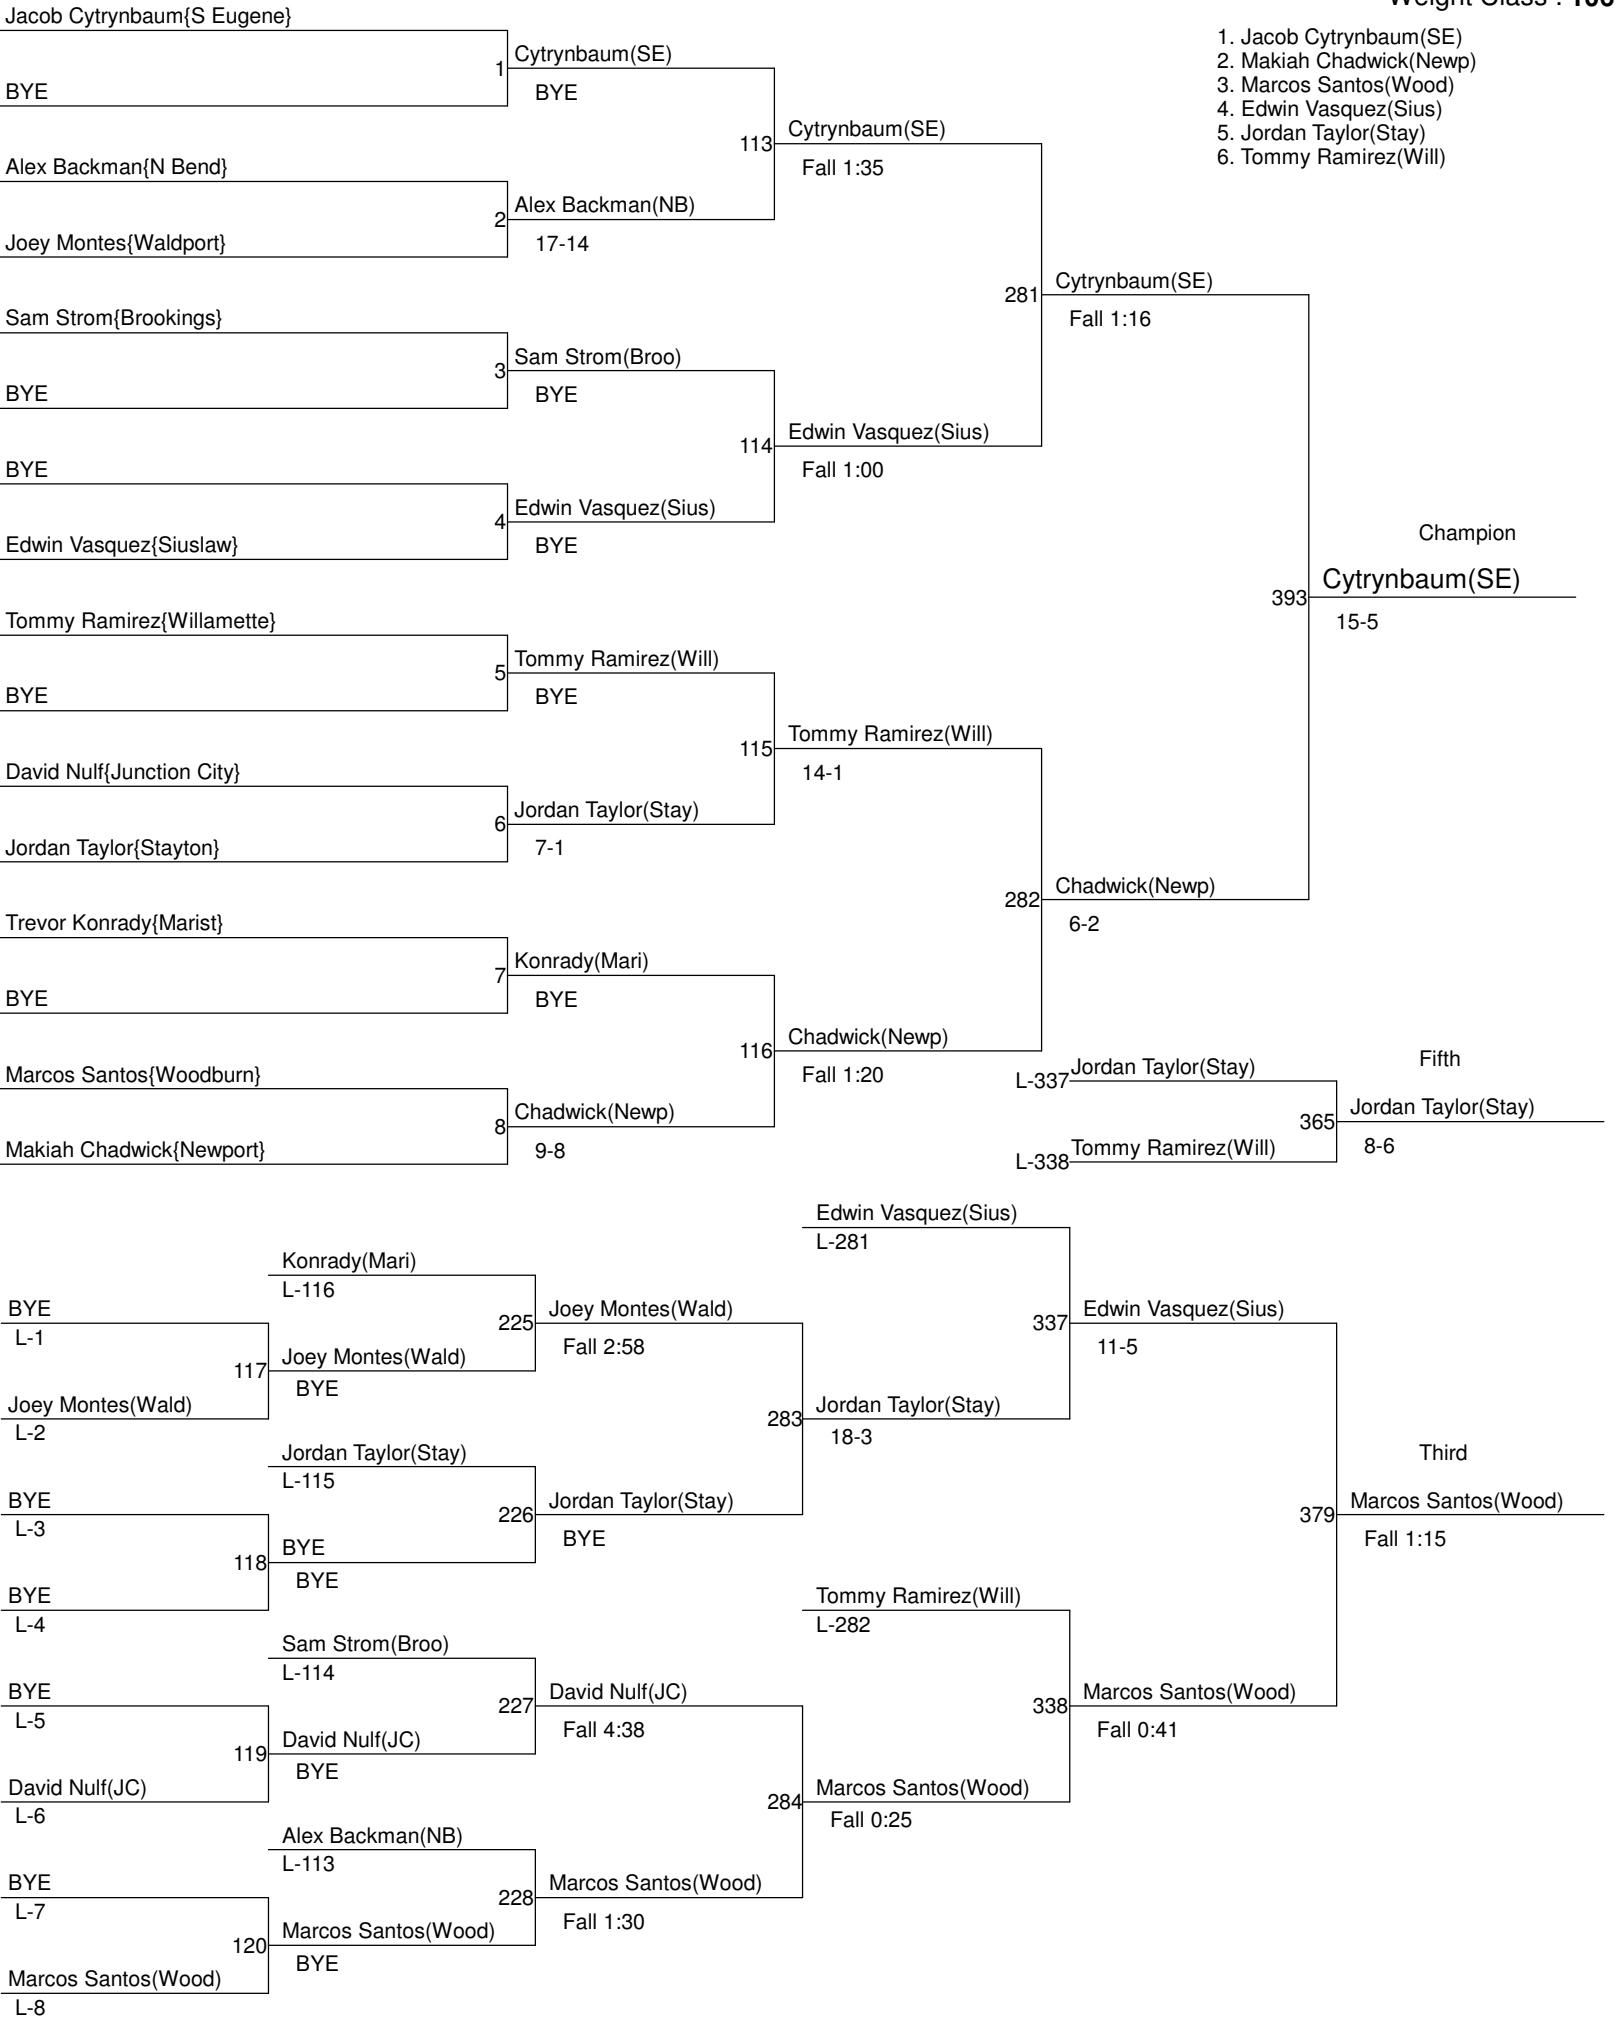 Jacob Cytrynbaum{S Eugene}
1
BYE
Cytrynbaum(SE)
BYE
Alex Backman{N Bend}
2
Joey Montes{Waldport}
Alex Backman(NB)
17-14
113
Cytrynbaum(SE)
Fall 1:35
Sam Strom{Brookings}
3
BYE
Sam Strom(Broo)
BYE
BYE
4
Edwin Vasquez{Siuslaw}
Edwin Vasquez(Sius)
BYE
114
Edwin Vasquez(Sius)
Fall 1:00
281
Cytrynbaum(SE)
Fall 1:16
Tommy Ramirez{Willamette}
5
BYE
Tommy Ramirez(Will)
BYE
David Nulf{Junction City}
6
Jordan Taylor{Stayton}
Jordan Taylor(Stay)
7-1
115
Tommy Ramirez(Will)
14-1
Trevor Konrady{Marist}
7
BYE
Konrady(Mari)
BYE
Marcos Santos{Woodburn}
8
Makiah Chadwick{Newport}
Chadwick(Newp)
9-8
116
Chadwick(Newp)
Fall 1:20
282
Chadwick(Newp)
6-2
393
Champion
Cytrynbaum(SE)
15-5
1. Jacob Cytrynbaum(SE)
2. Makiah Chadwick(Newp)
3. Marcos Santos(Wood)
4. Edwin Vasquez(Sius)
5. Jordan Taylor(Stay)
6. Tommy Ramirez(Will)
L-337
Jordan Taylor(Stay)
L-338
Tommy Ramirez(Will)
365
Fifth
Jordan Taylor(Stay)
8-6
BYE
L-1
Joey Montes(Wald)
L-2
117
Konrady(Mari)
L-116
Joey Montes(Wald)
BYE
225
Joey Montes(Wald)
Fall 2:58
BYE
L-3
BYE
L-4
118
Jordan Taylor(Stay)
L-115
BYE
BYE
226
Jordan Taylor(Stay)
BYE
283
Edwin Vasquez(Sius)
L-281
Jordan Taylor(Stay)
18-3
337
Edwin Vasquez(Sius)
11-5
BYE
L-5
David Nulf(JC)
L-6
119
Sam Strom(Broo)
L-114
David Nulf(JC)
BYE
227
David Nulf(JC)
Fall 4:38
BYE
L-7
Marcos Santos(Wood)
L-8
120
Alex Backman(NB)
L-113
Marcos Santos(Wood)
BYE
228
Marcos Santos(Wood)
Fall 1:30
284
Tommy Ramirez(Will)
L-282
Marcos Santos(Wood)
Fall 0:25
338
Marcos Santos(Wood)
Fall 0:41
379
Third
Marcos Santos(Wood)
Fall 1:15